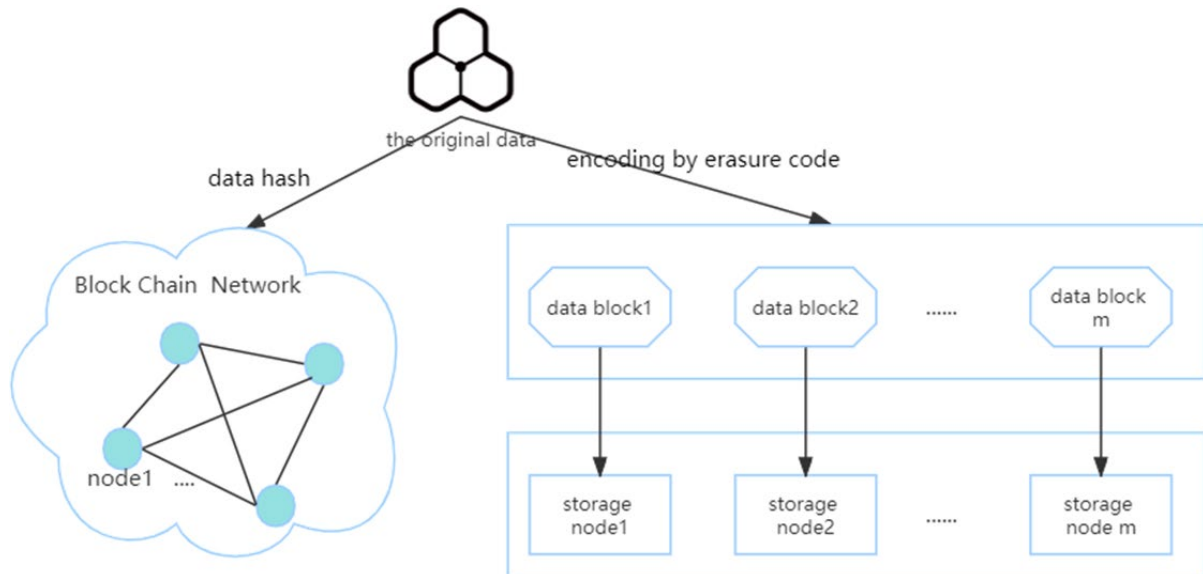 the original data
data hash
encoding by erasure code
Block Chain Network
node1 ....
data block1
data block2
......
data block
m
storage
node1
storage
node2
......
storage
node m